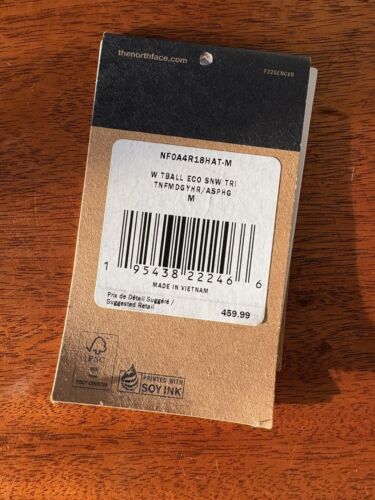 thenorthface.com
F22GENCVR
NF0A4R18HAT-M
W TBALL ECO SNW TRI
TNFMDGYHR/ASPHG
M
1 95438 22246 6
MADE IN VIETNAM
Prix de Détail Suggéré /
Suggested Retail
459.99
FSC
MIX
PRINTED WITH
SOY INK